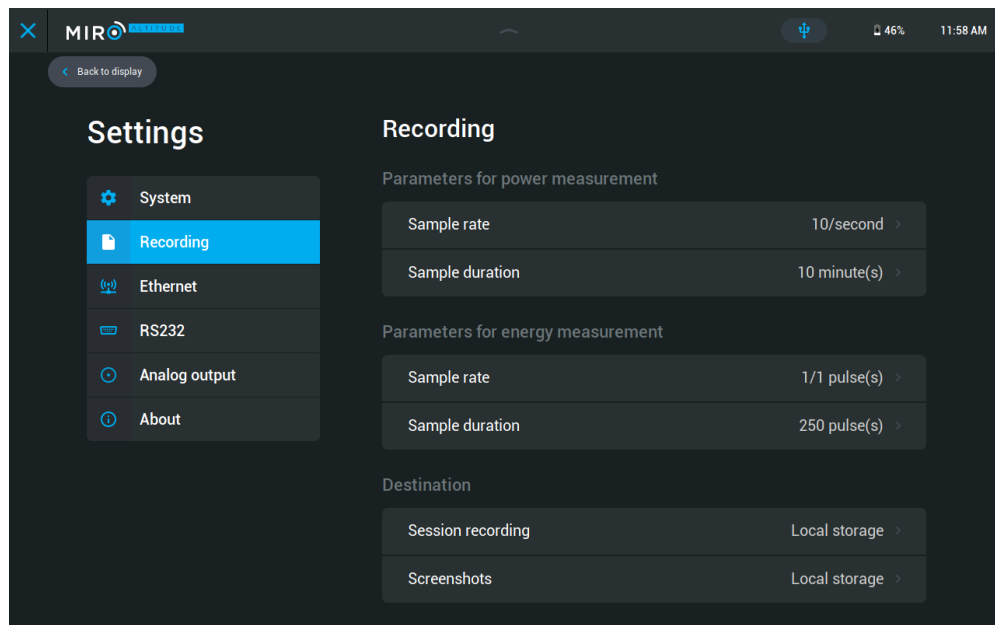 MIRO ALTITUDE 46% 11:58 AM
Back to display
Settings
System
Recording
Ethernet
RS232
Analog output
About
Recording
Parameters for power measurement
Sample rate 10/second
Sample duration 10 minute(s)
Parameters for energy measurement
Sample rate 1/1 pulse(s)
Sample duration 250 pulse(s)
Destination
Session recording Local storage
Screenshots Local storage